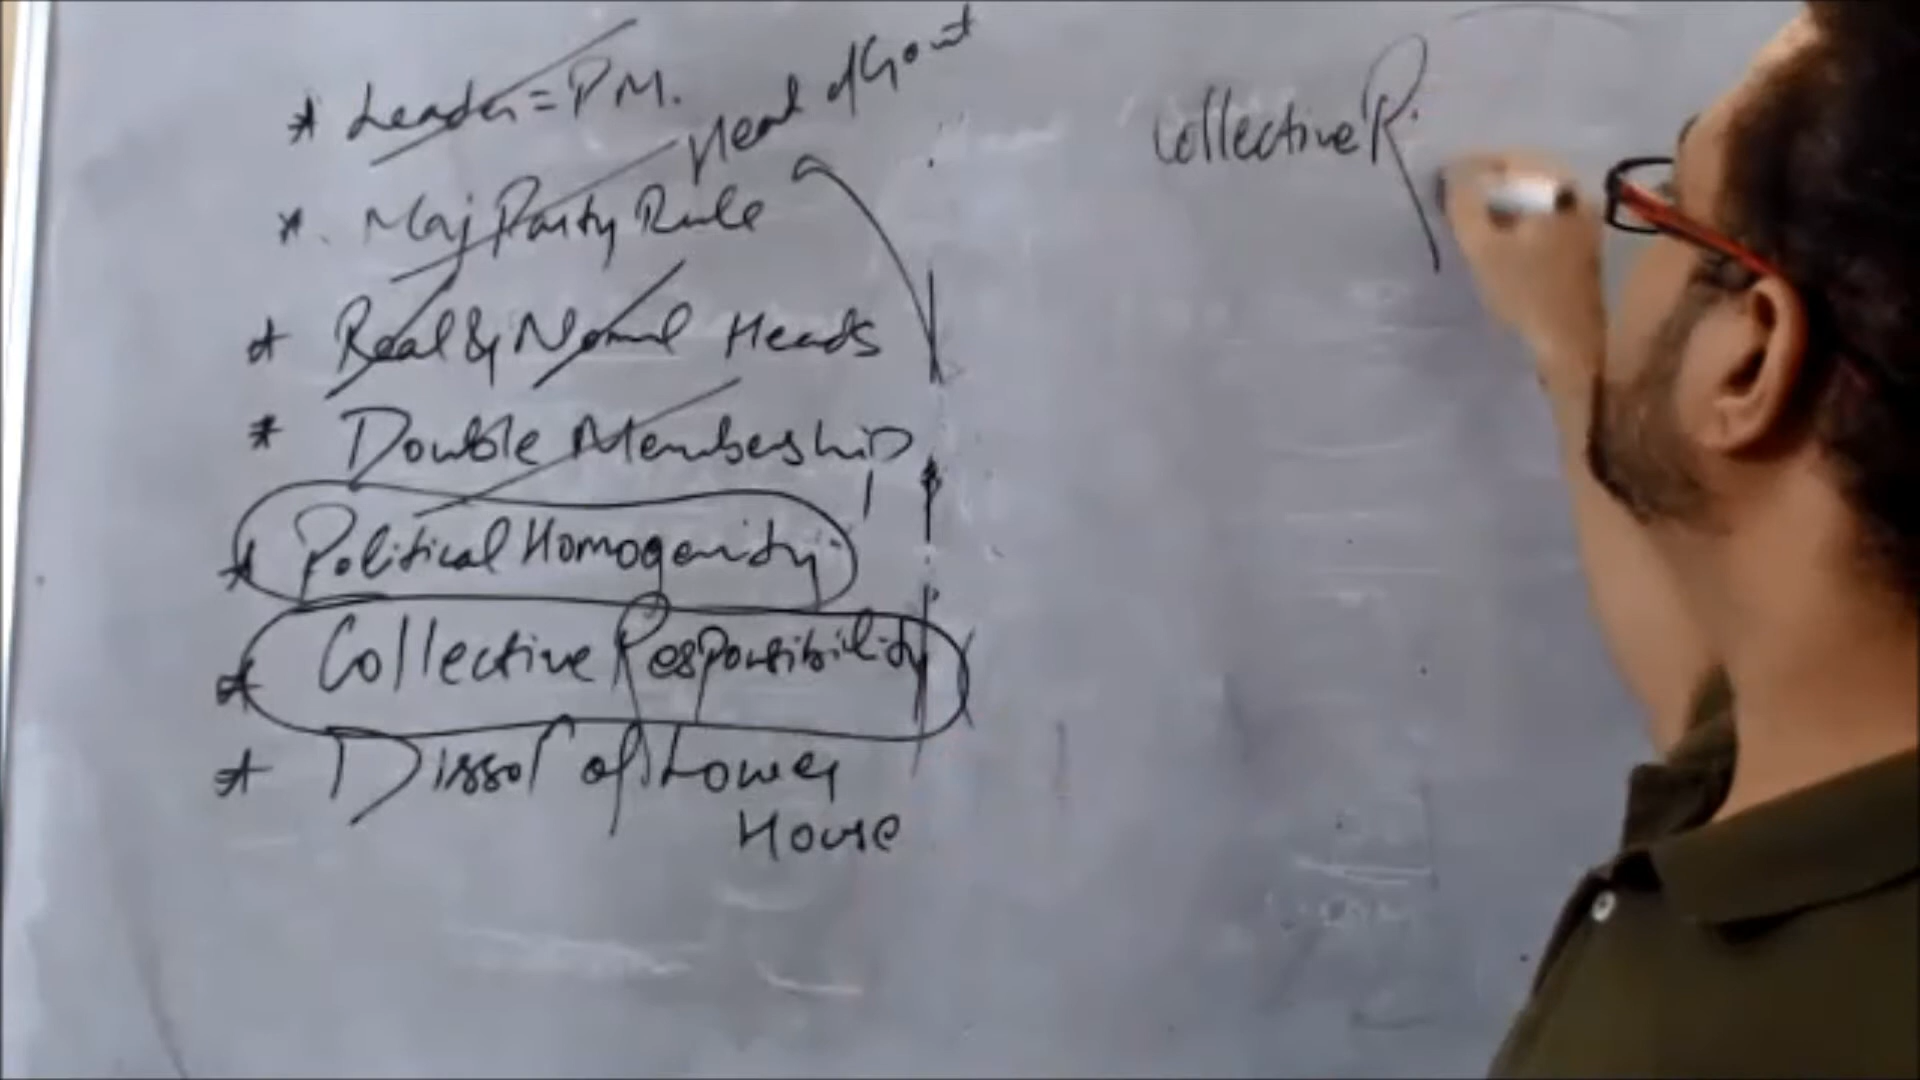 * Leader = PM.
Head of Govt
* Maj Party Rule
* Real & Nominal Heads
* Double Membership
* Political Homogenity
* Collective Responsibility
* Dissol of Lower
House
Collective R